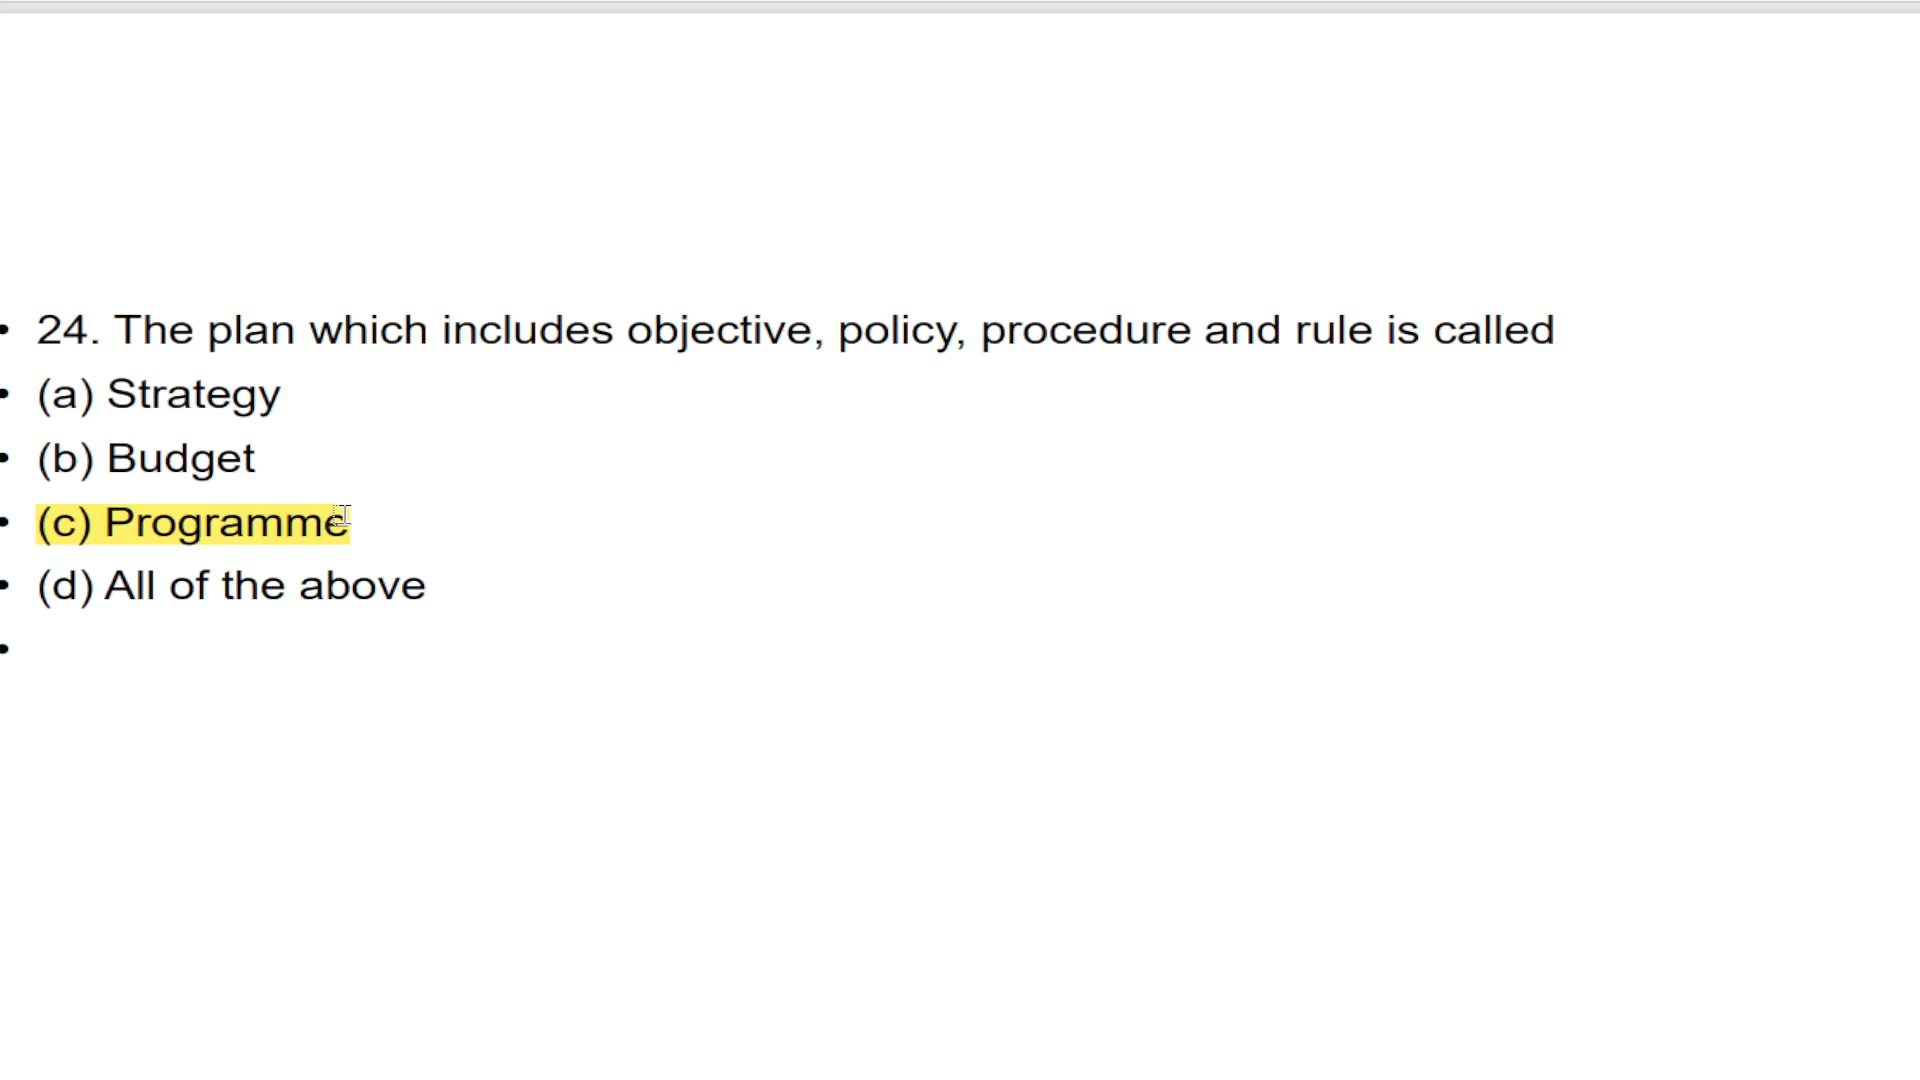 • 24. The plan which includes objective, policy, procedure and rule is called
• (a) Strategy
• (b) Budget
• (c) Programme
• (d) All of the above
•